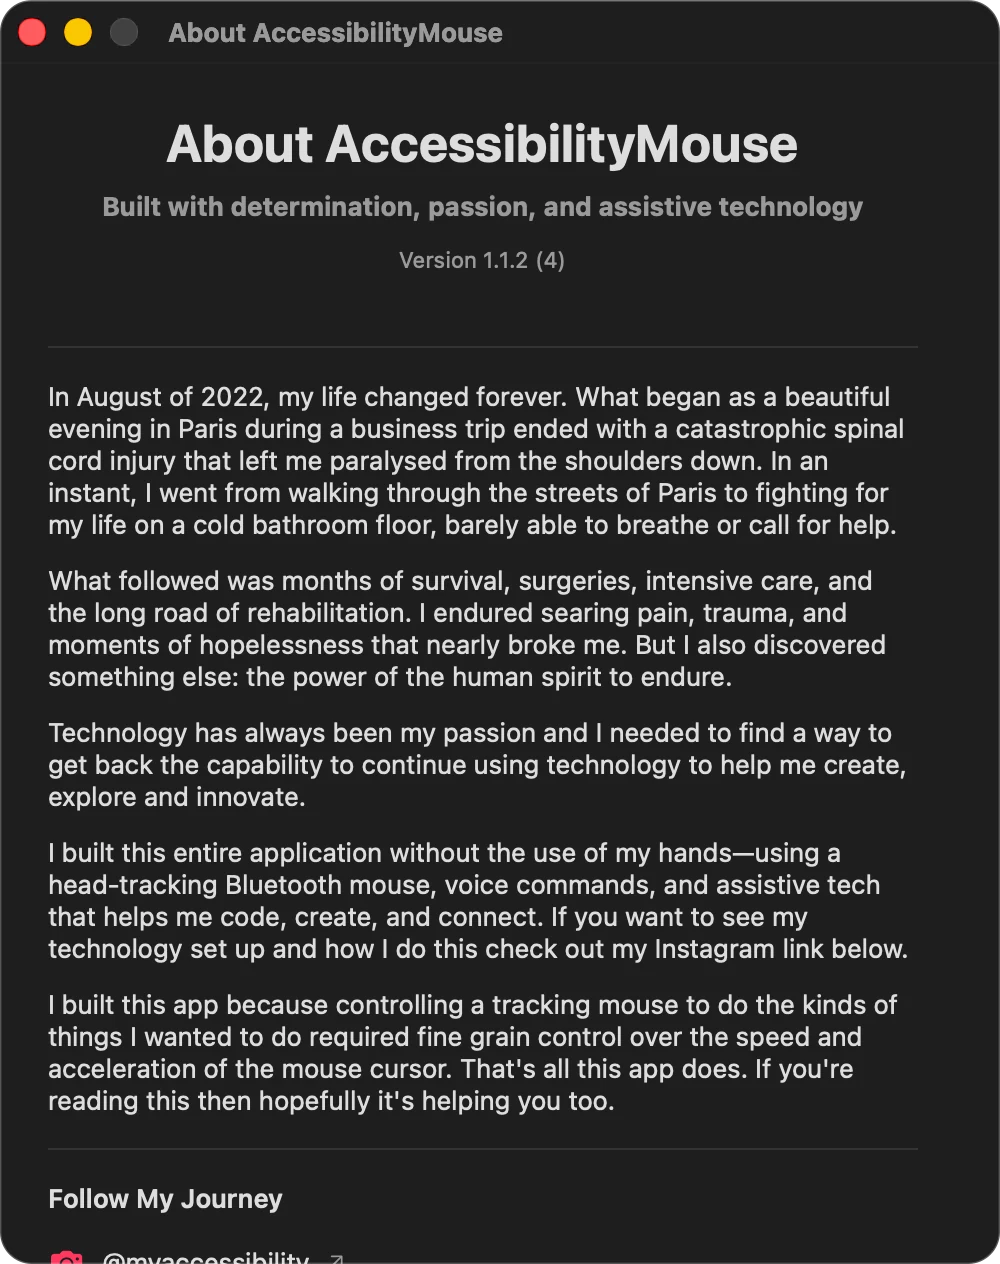 About AccessibilityMouse
About AccessibilityMouse
Built with determination, passion, and assistive technology
Version 1.1.2 (4)
In August of 2022, my life changed forever. What began as a beautiful
evening in Paris during a business trip ended with a catastrophic spinal
cord injury that left me paralysed from the shoulders down. In an
instant, I went from walking through the streets of Paris to fighting for
my life on a cold bathroom floor, barely able to breathe or call for help.
What followed was months of survival, surgeries, intensive care, and
the long road of rehabilitation. I endured searing pain, trauma, and
moments of hopelessness that nearly broke me. But I also discovered
something else: the power of the human spirit to endure.
Technology has always been my passion and I needed to find a way to
get back the capability to continue using technology to help me create,
explore and innovate.
I built this entire application without the use of my hands—using a
head-tracking Bluetooth mouse, voice commands, and assistive tech
that helps me code, create, and connect. If you want to see my
technology set up and how I do this check out my Instagram link below.
I built this app because controlling a tracking mouse to do the kinds of
things I wanted to do required fine grain control over the speed and
acceleration of the mouse cursor. That's all this app does. If you're
reading this then hopefully it's helping you too.
Follow My Journey
@myaccessibility